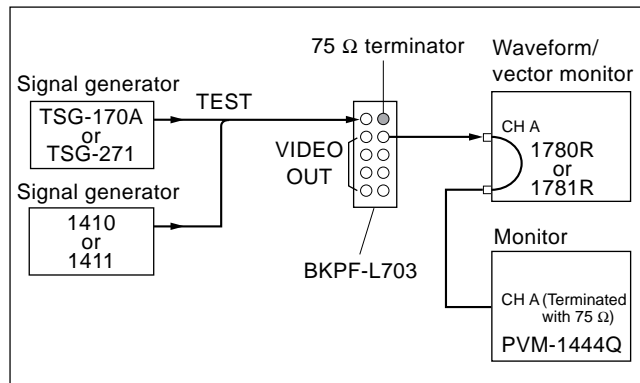 75 Ω terminator
Waveform/
vector monitor
Signal generator
TSG-170A
or
TSG-271
TEST
VIDEO
OUT
CH A
1780R
or
1781R
Signal generator
1410
or
1411
BKPF-L703
Monitor
CH A (Terminated
with 75 Ω)
PVM-1444Q